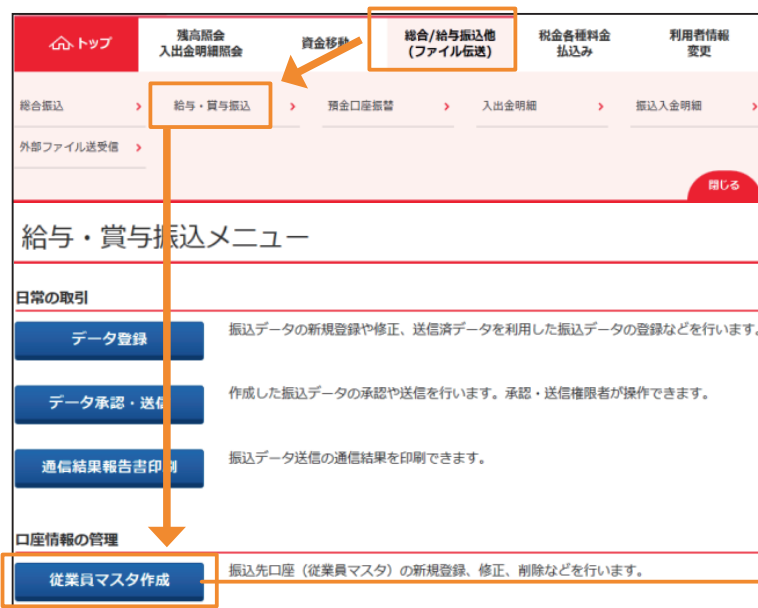 トップ
残高照会
入出金明細照会
資金移動
総合/給与振込他
(ファイル伝送)
税金各種料金
払込み
利用者情報
変更
総合振込
給与・賞与振込
預金口座振替
入出金明細
振込入金明細
外部ファイル送受信
閉じる
給与・賞与振込メニュー
日常の取引
データ登録
振込データの新規登録や修正、送信済データを利用した振込データの登録などを行います。
データ承認・送信
作成した振込データの承認や送信を行います。承認・送信権限者が操作できます。
通信結果報告書印刷
振込データ送信の通信結果を印刷できます。
口座情報の管理
従業員マスタ作成
振込先口座（従業員マスタ）の新規登録、修正、削除などを行います。